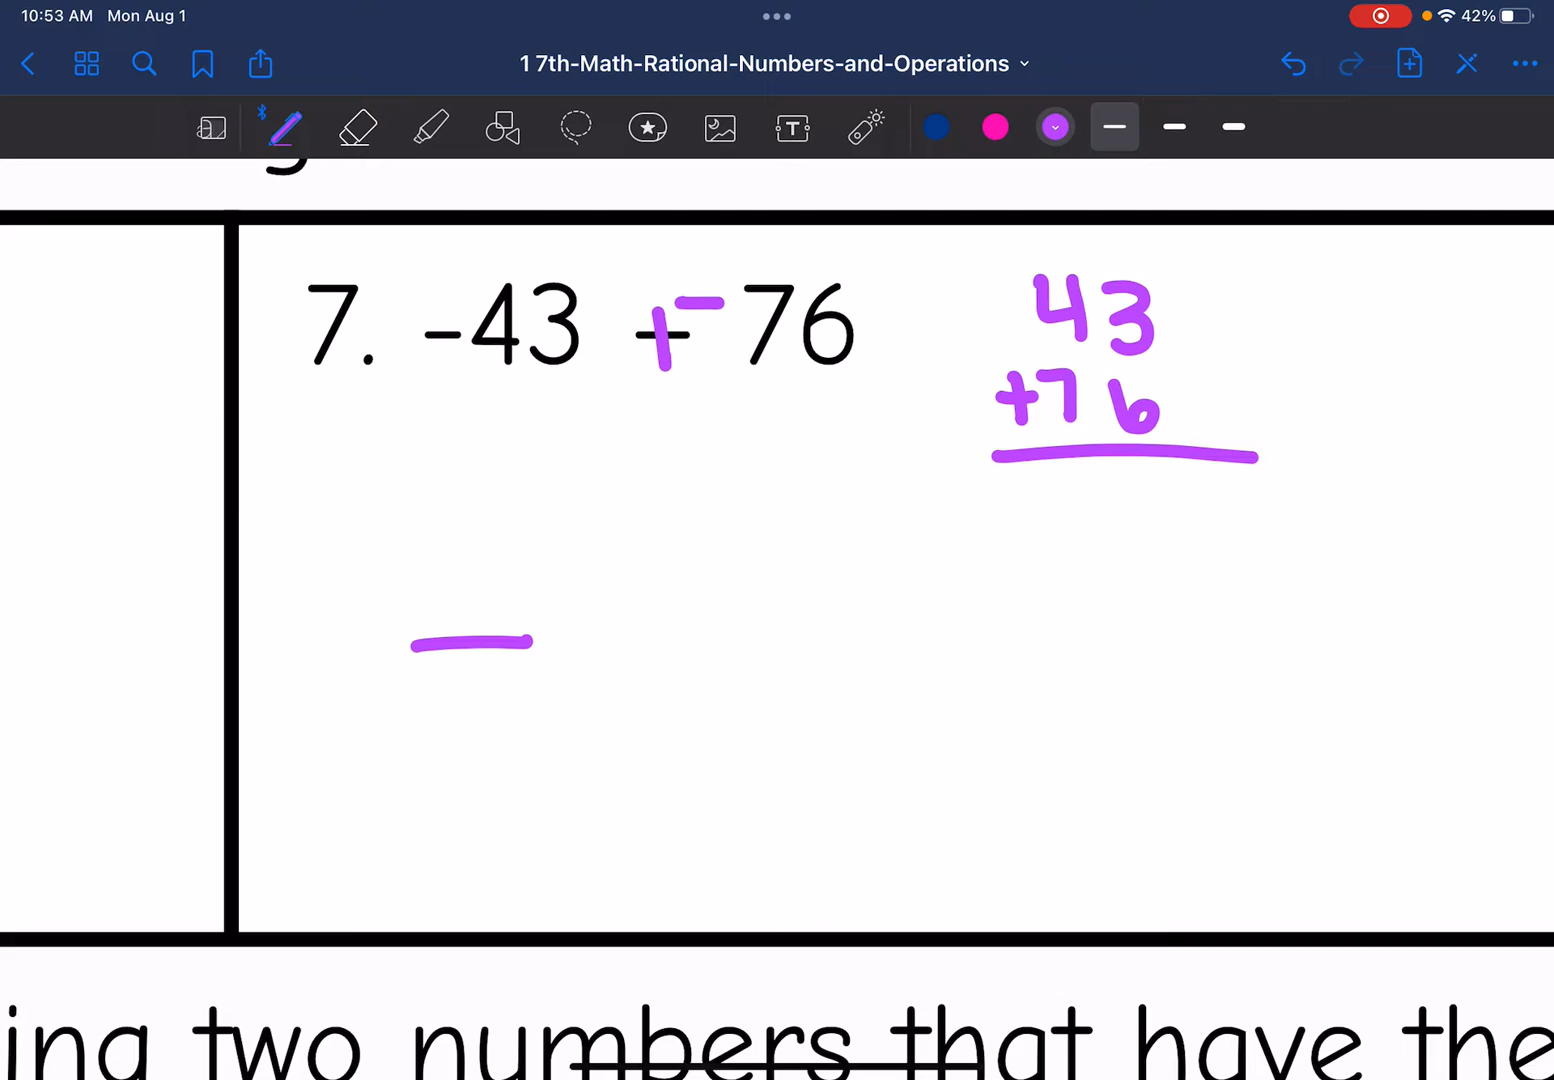 10:53 AM Mon Aug 1
42%
1 7th-Math-Rational-Numbers-and-Operations
T
7. -43 +-76
43
+76
—
ing two numbers that have the